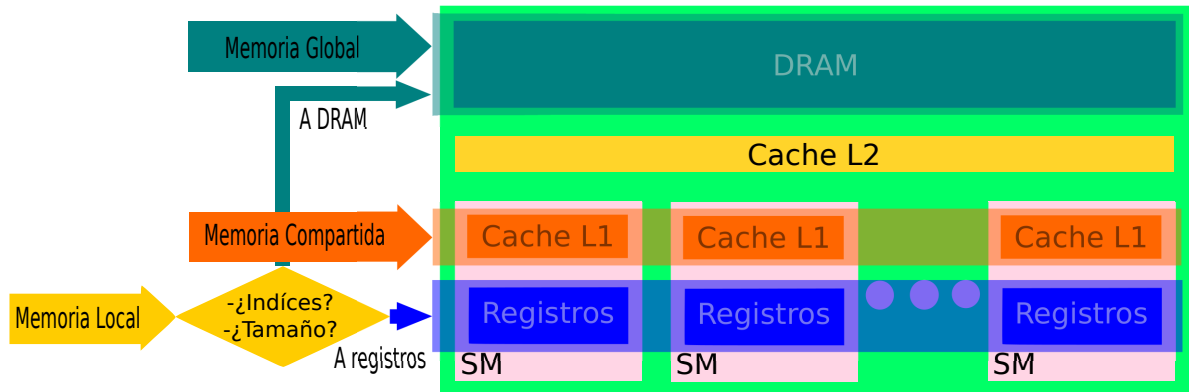 Memoria Global
DRAM
A DRAM
Cache L2
Memoria Compartida
Cache L1
Cache L1
Cache L1
-¿Indíces?
-¿Tamaño?
Memoria Local
Registros
Registros
Registros
A registros
SM
SM
SM